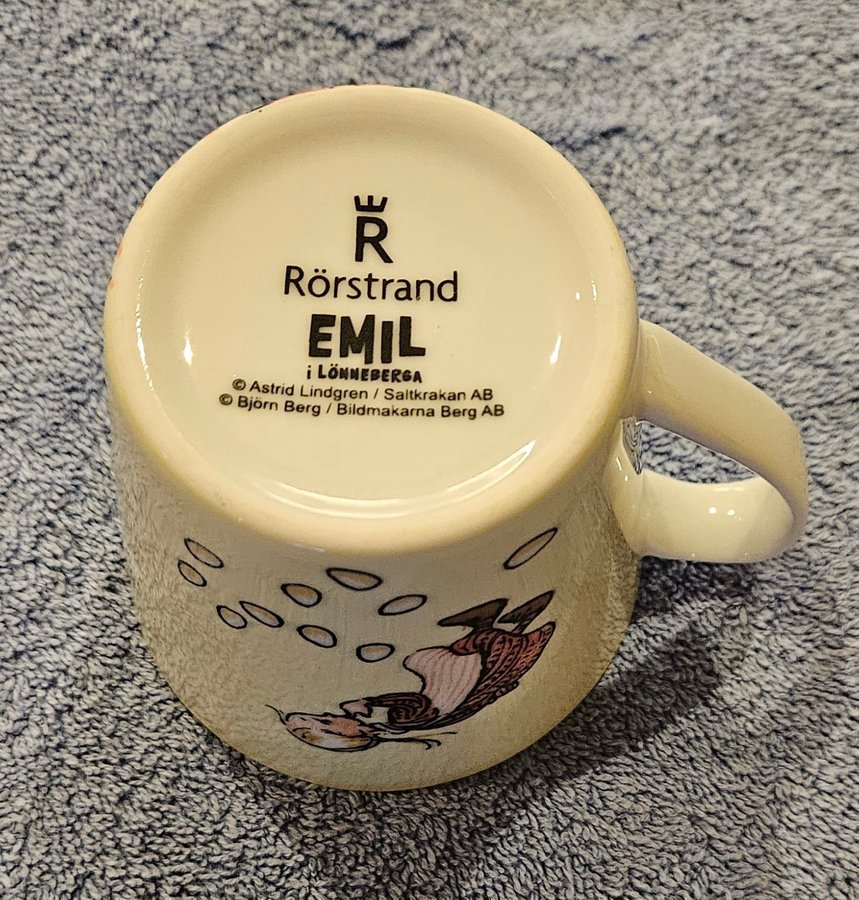 R
Rörstrand
EMIL
i LÖNNEBERGA
© Astrid Lindgren / Saltkrakan AB
© Björn Berg / Bildmakarna Berg AB